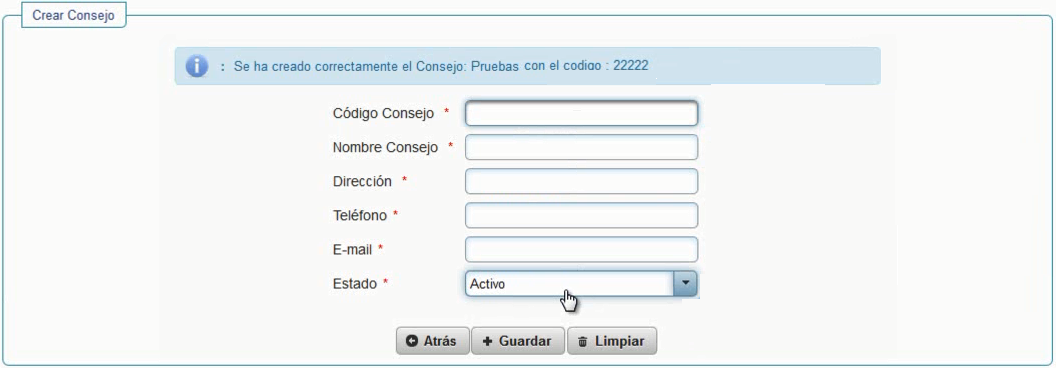 Crear Consejo
: Se ha creado correctamente el Consejo: Pruebas con el codigo : 22222
Código Consejo *
Nombre Consejo *
Dirección *
Teléfono *
E-mail *
Estado * Activo
Atrás Guardar Limpiar